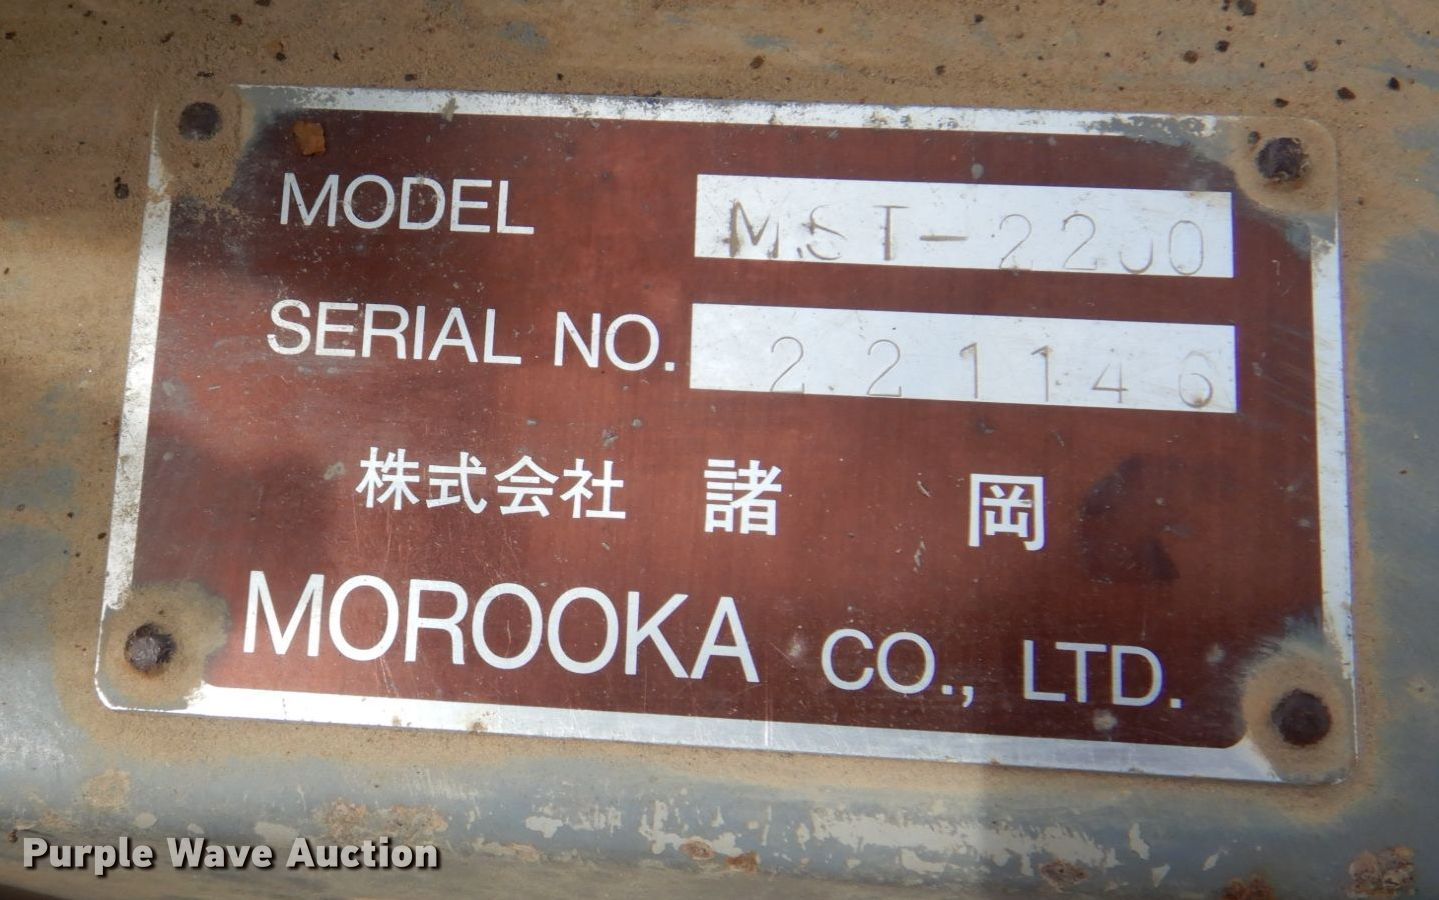 MODEL MST-2200
SERIAL NO. 221146
株式会社 諸 岡
MOROOKA CO., LTD.
Purple Wave Auction